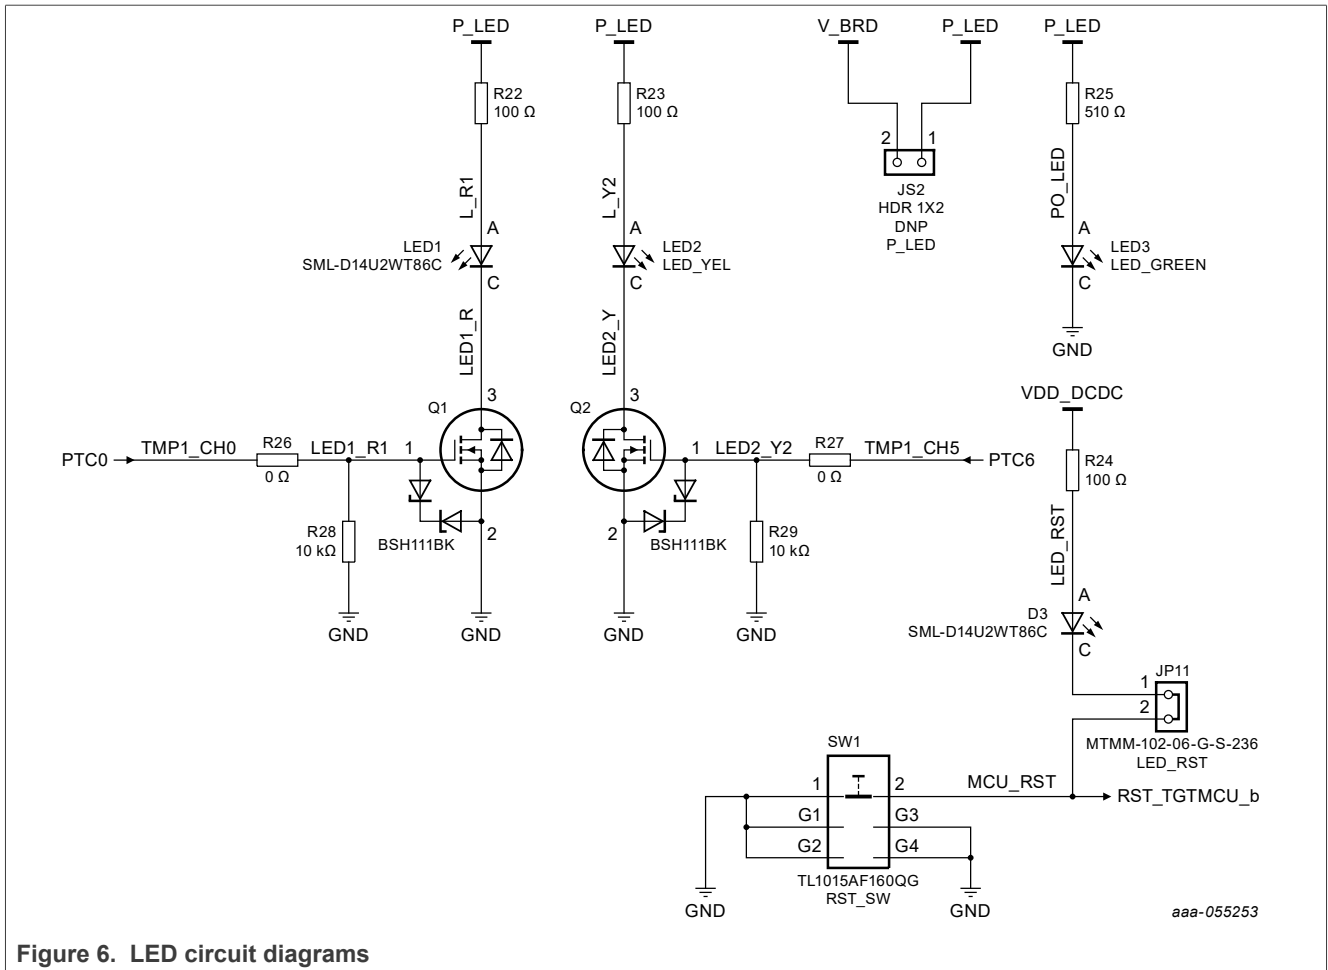 P_LED
P_LED
V_BRD
P_LED
P_LED
R22
100 Ω
R23
100 Ω
R25
510 Ω
2
1
JS2
HDR 1X2
DNP
P_LED
L_R1
L_Y2
PO_LED
A
A
A
LED1
SML-D14U2WT86C
LED2
LED_YEL
LED3
LED_GREEN
C
C
C
LED1_R
LED2_Y
GND
VDD_DCDC
3
3
Q1
Q2
PTC0
TMP1_CH0
R26
0 Ω
LED1_R1
1
1
LED2_Y2
R27
0 Ω
TMP1_CH5
PTC6
R24
100 Ω
R28
10 kΩ
BSH111BK
2
2
BSH111BK
R29
10 kΩ
LED_RST
GND
GND
GND
GND
D3
SML-D14U2WT86C
A
C
JP11
1
2
MTMM-102-06-G-S-236
LED_RST
SW1
1
2
MCU_RST
RST_TGTMCU_b
G1
G3
G2
G4
TL1015AF160QG
RST_SW
GND
GND
aaa-055253
Figure 6. LED circuit diagrams